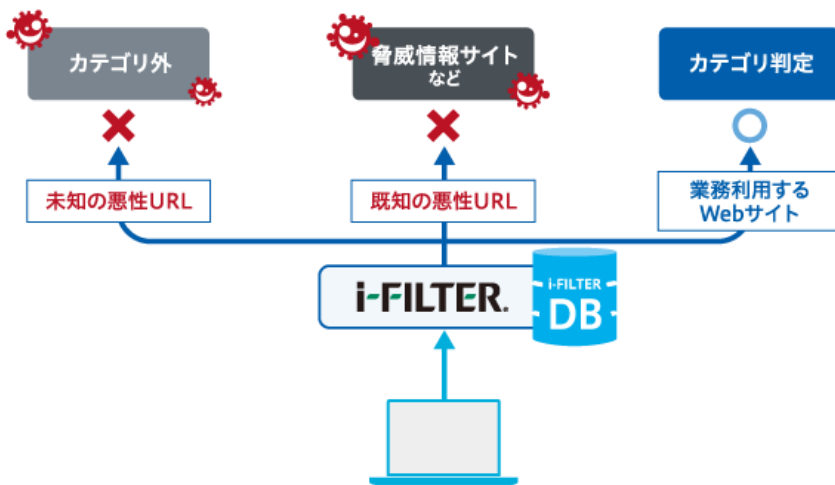 カテゴリ外
脅威情報サイト
など
カテゴリ判定
未知の悪性URL
既知の悪性URL
業務利用する
Webサイト
i-FILTER®
i-FILTER
DB